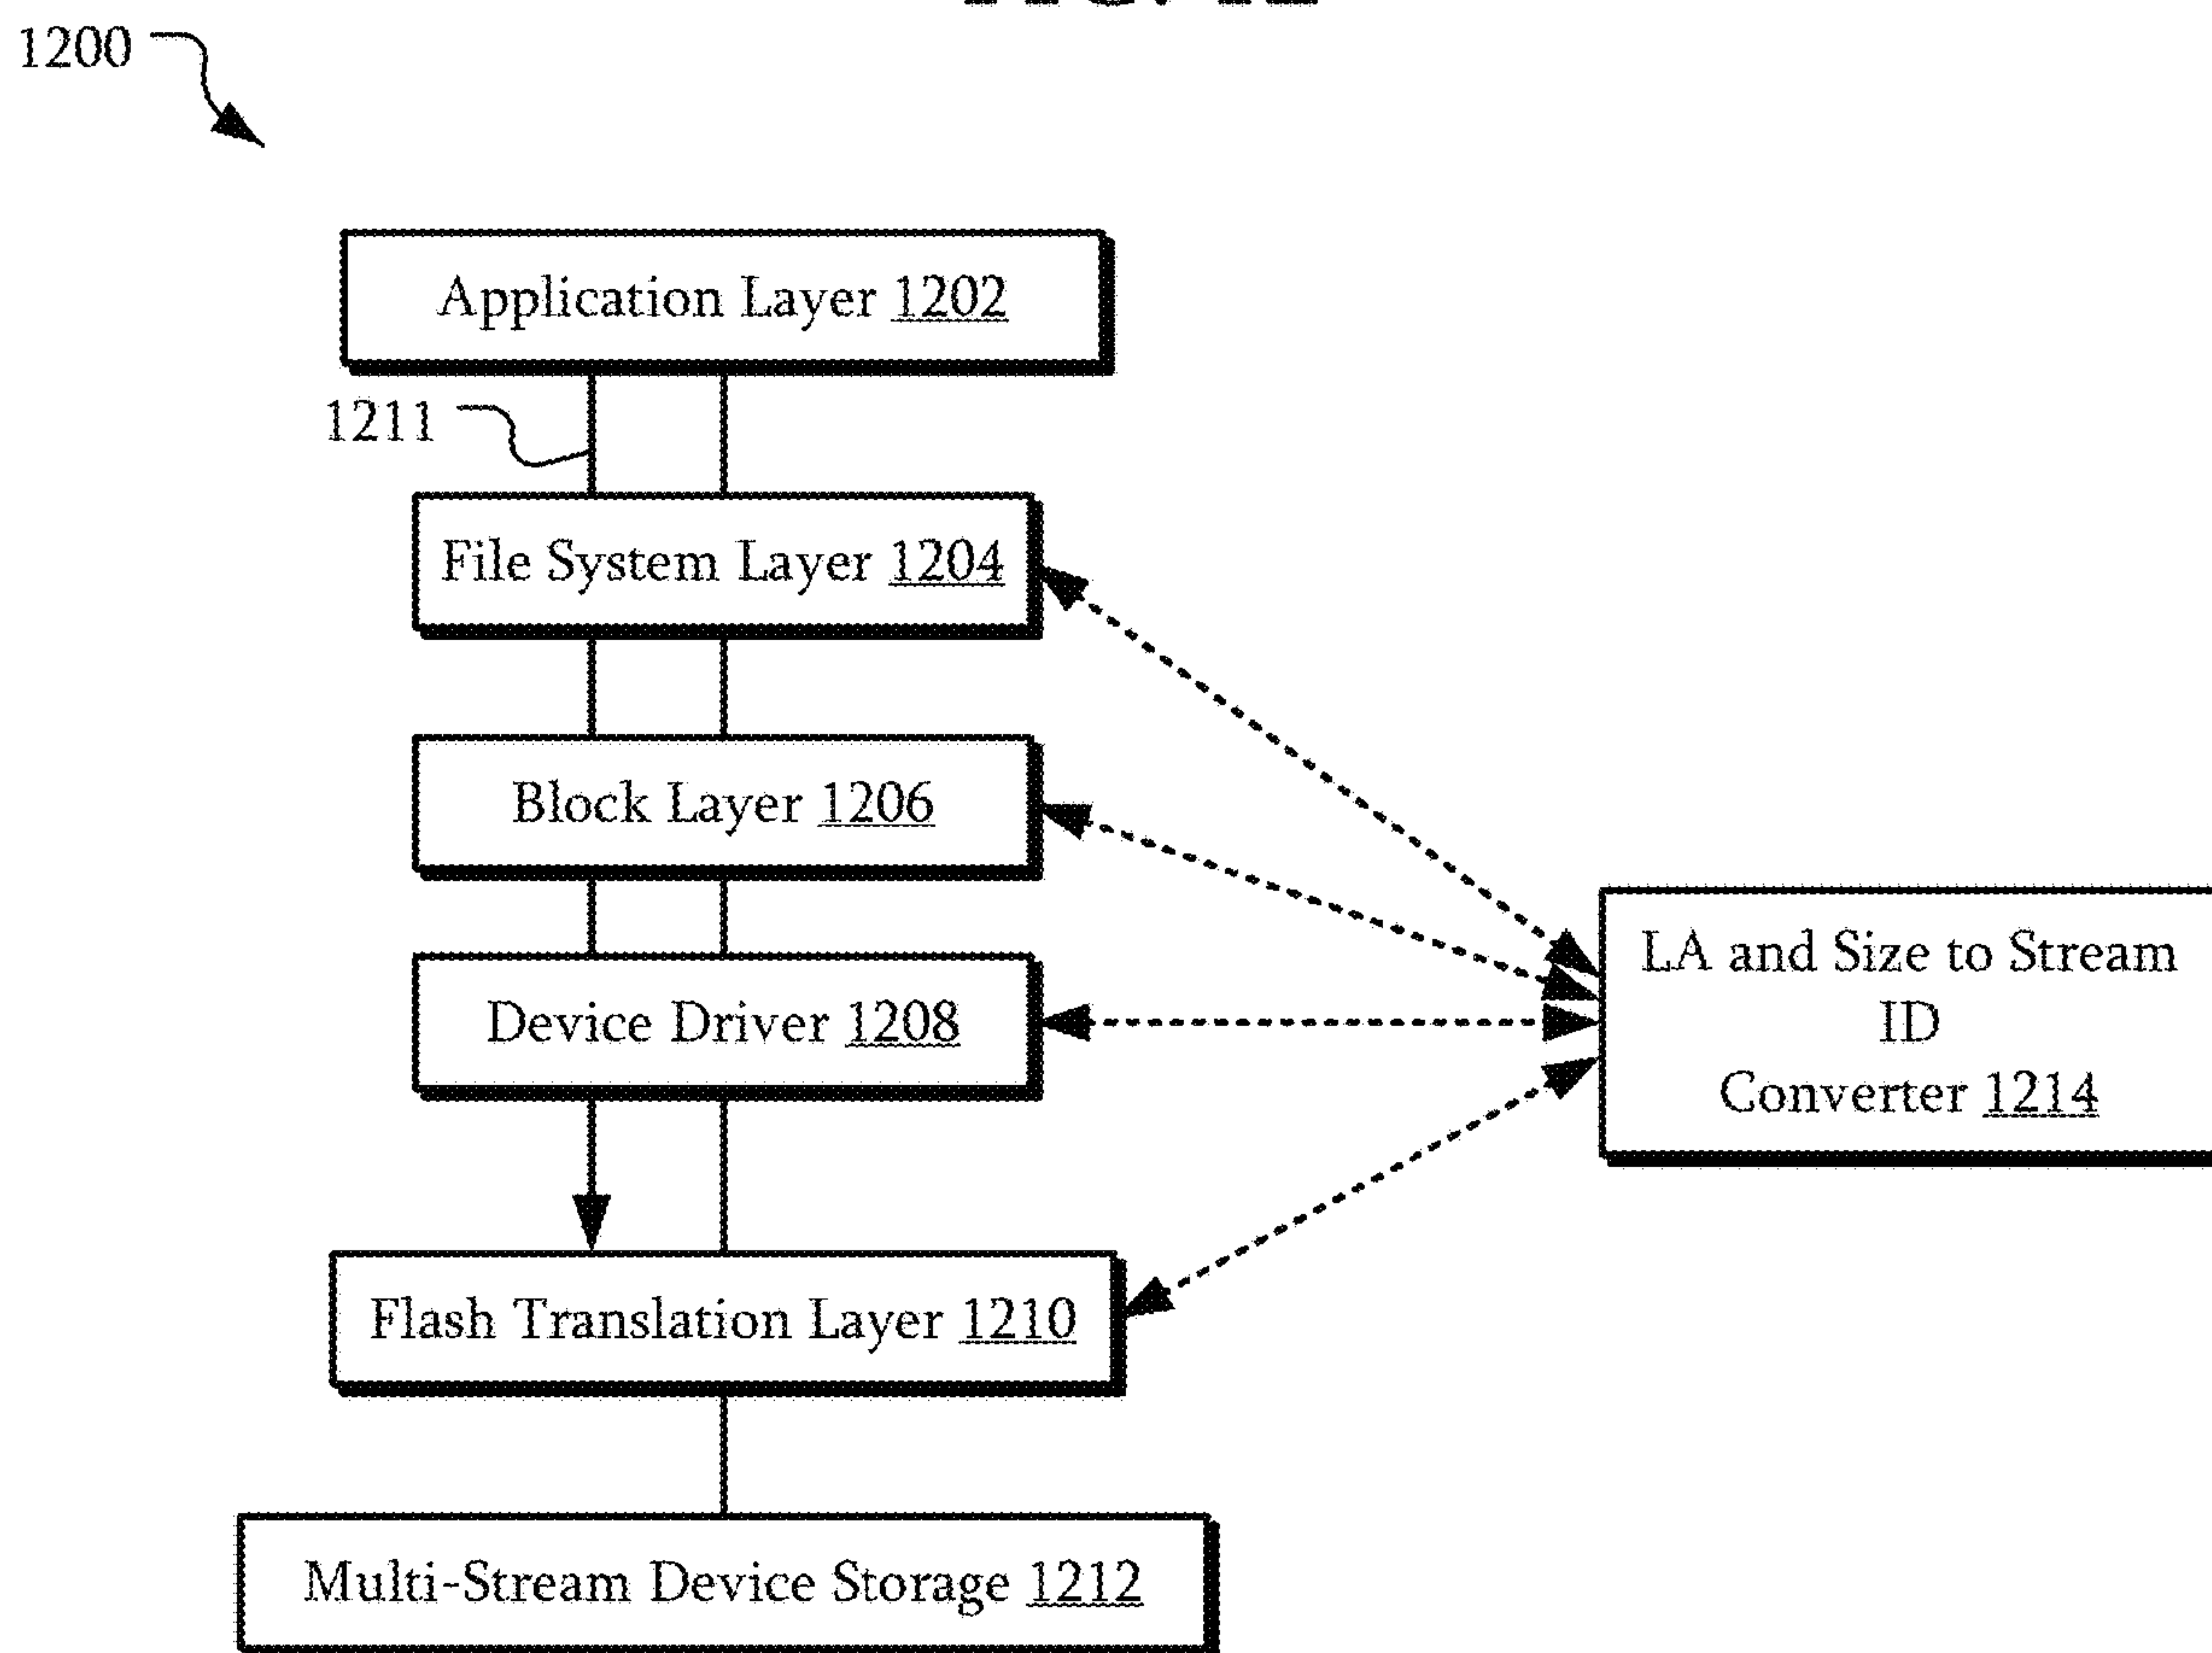 1200
Application Layer 1202
1211
File System Layer 1204
Block Layer 1206
LA and Size to Stream
ID
Converter 1214
Device Driver 1208
Flash Translation Layer 1210
Multi-Stream Device Storage 1212